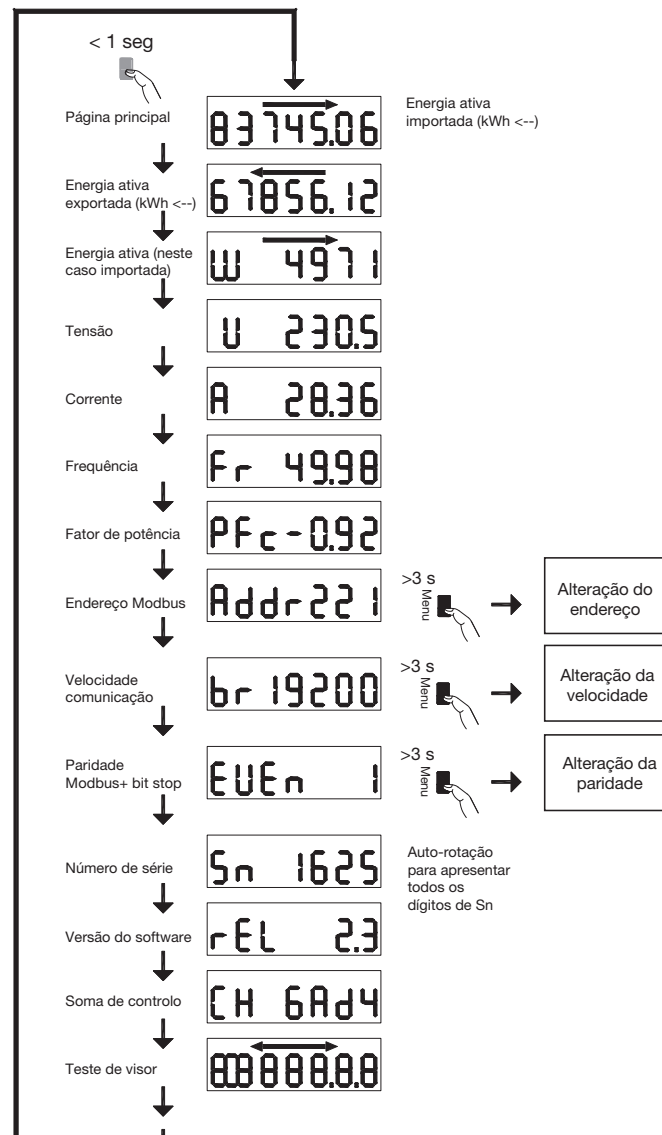 < 1 seg
Página principal
83745.06
Energia ativa
importada (kWh <--)
Energia ativa
exportada (kWh <--)
67856.12
Energia ativa (neste
caso importada)
W 4971
Tensão
U 230.5
Corrente
A 28.36
Frequência
Fr 49.98
Fator de potência
PFc-0.92
Endereço Modbus
Addr221
>3 s
Menu
Alteração do
endereço
Velocidade
comunicação
br 19200
>3 s
Menu
Alteração da
velocidade
Paridade
Modbus+ bit stop
EUEn 1
>3 s
Menu
Alteração da
paridade
Número de série
Sn 1625
Auto-rotação
para apresentar
todos os
dígitos de Sn
Versão do software
rEL 2.3
Soma de controlo
CH 6Ad4
Teste de visor
888888.8.8